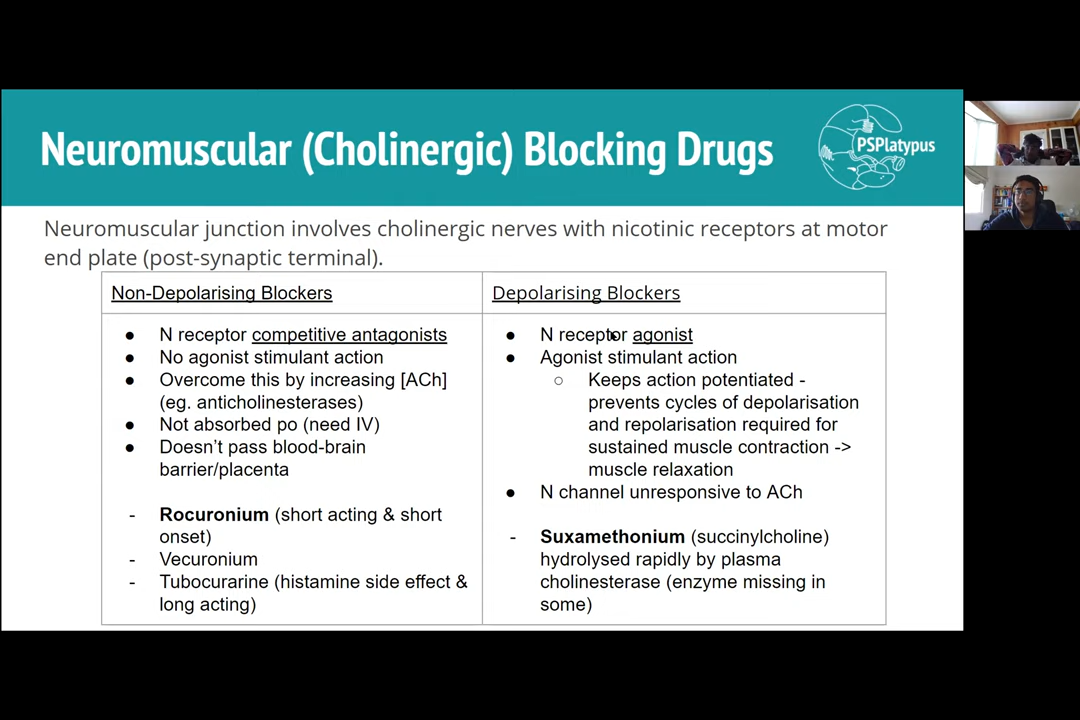 Neuromuscular (Cholinergic) Blocking Drugs
PSPlatypus
Neuromuscular junction involves cholinergic nerves with nicotinic receptors at motor
end plate (post-synaptic terminal).
Non-Depolarising Blockers
● N receptor competitive antagonists
● No agonist stimulant action
● Overcome this by increasing [ACh]
(eg. anticholinesterases)
● Not absorbed po (need IV)
● Doesn’t pass blood-brain
barrier/placenta
- Rocuronium (short acting & short
onset)
- Vecuronium
- Tubocurarine (histamine side effect &
long acting)
Depolarising Blockers
● N receptor agonist
● Agonist stimulant action
○ Keeps action potentiated -
prevents cycles of depolarisation
and repolarisation required for
sustained muscle contraction ->
muscle relaxation
● N channel unresponsive to ACh
- Suxamethonium (succinylcholine)
hydrolysed rapidly by plasma
cholinesterase (enzyme missing in
some)